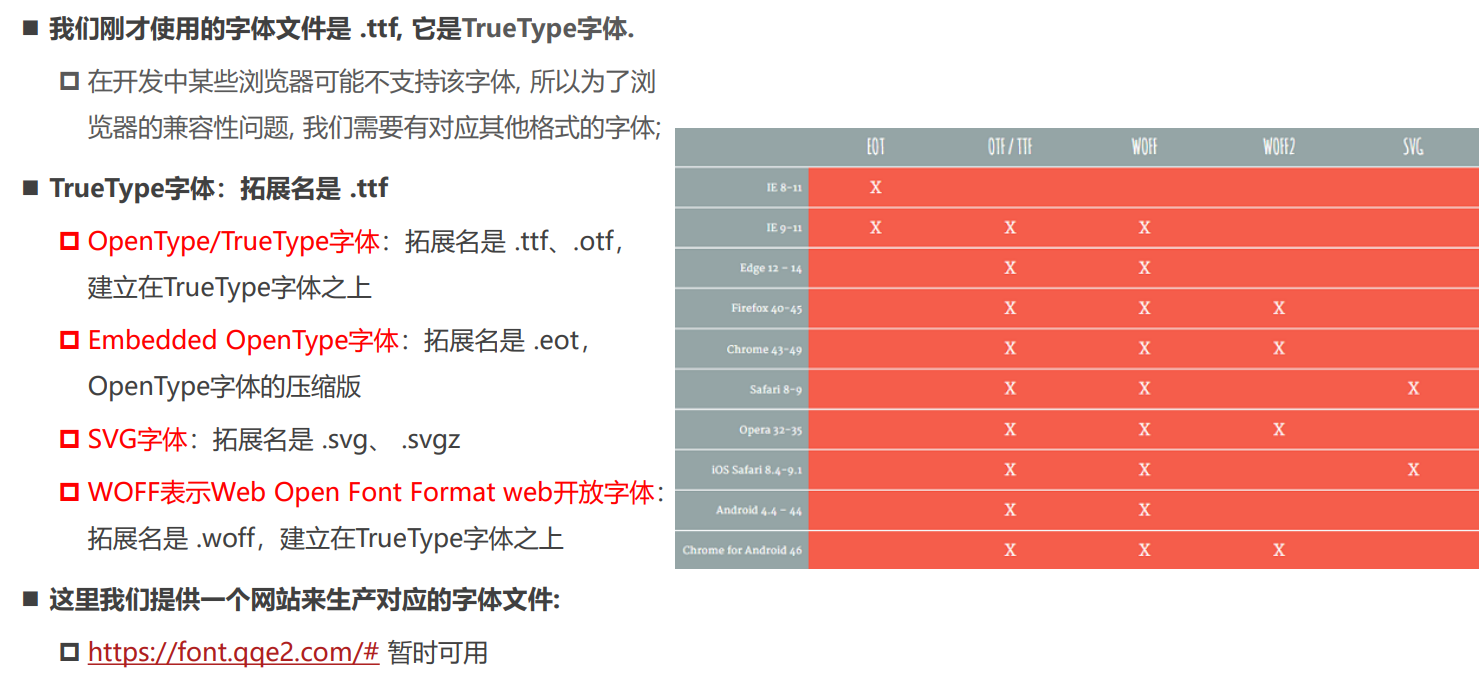 我们刚才使用的字体文件是 .ttf, 它是TrueType字体.
在开发中某些浏览器可能不支持该字体, 所以为了浏
览器的兼容性问题, 我们需要有对应其他格式的字体;
TrueType字体：拓展名是 .ttf
OpenType/TrueType字体：拓展名是 .ttf、.otf，
建立在TrueType字体之上
Embedded OpenType字体：拓展名是 .eot，
OpenType字体的压缩版
SVG字体：拓展名是 .svg、 .svgz
WOFF表示Web Open Font Format web开放字体：
拓展名是 .woff，建立在TrueType字体之上
这里我们提供一个网站来生产对应的字体文件:
https://font.qqe2.com/# 暂时可用
EOT OTF / TTF WOFF WOFF2 SVG
IE 8-11 X
IE 9-11 X X X
Edge 12 - 14 X X
Firefox 40-45 X X X
Chrome 43-49 X X X
Safari 8-9 X X X
Opera 32-35 X X X
iOS Safari 8.4-9.1 X X X
Android 4.4 - 44 X X
Chrome for Android 46 X X X